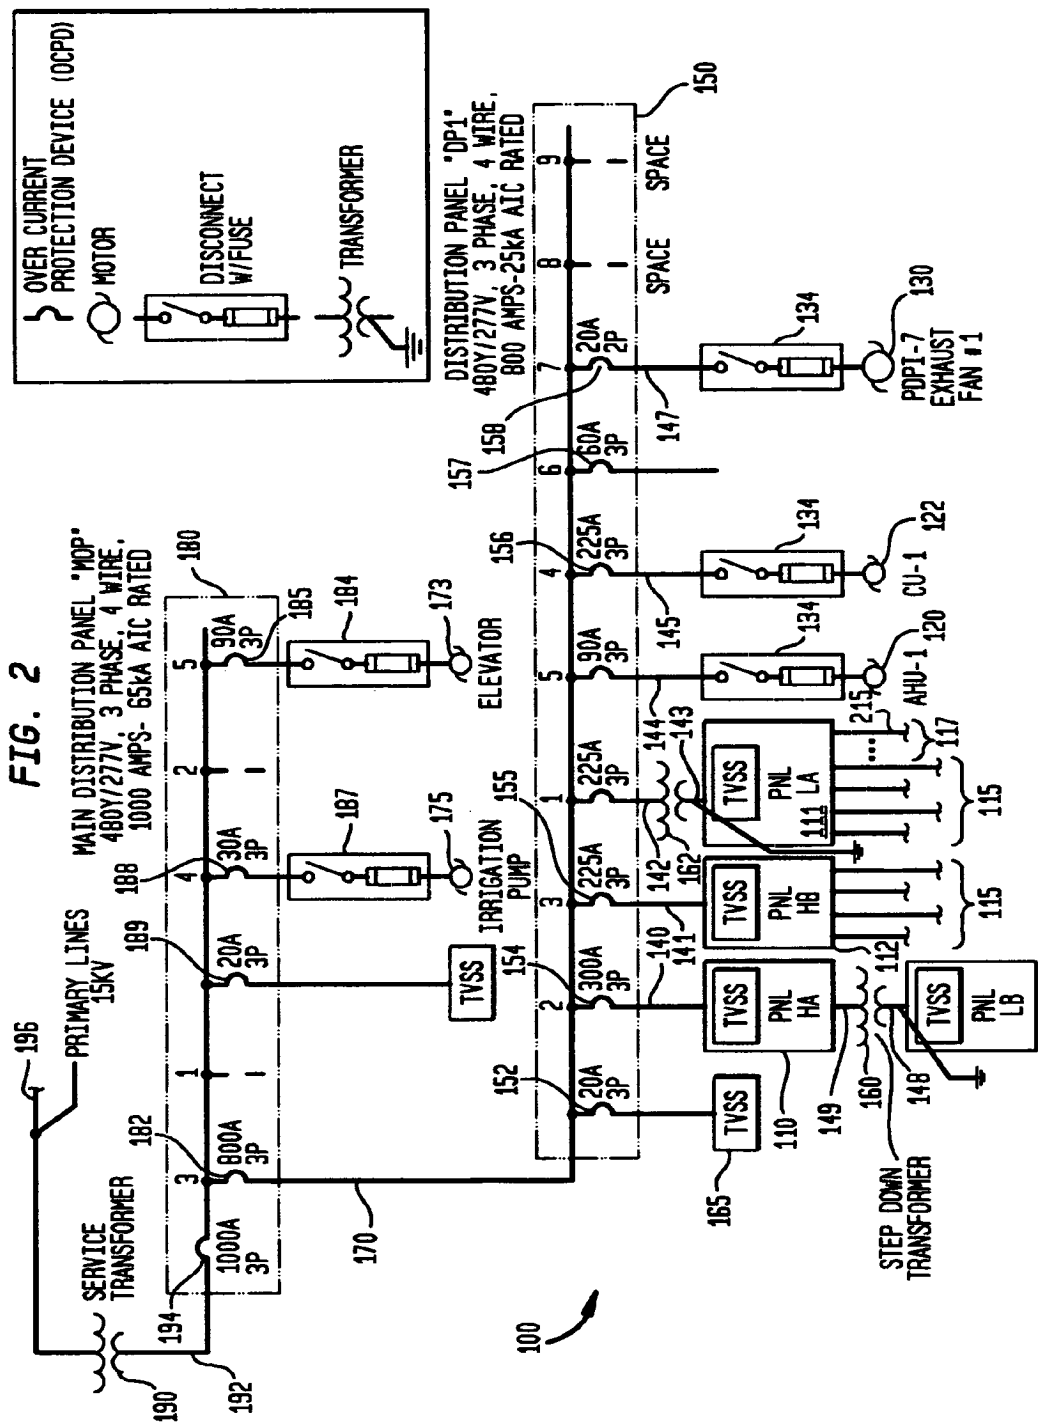 FIG. 2
OVER CURRENT
PROTECTION DEVICE (OCPD)
MOTOR
DISCONNECT
W/FUSE
TRANSFORMER
196
PRIMARY LINES
15KV
SERVICE
TRANSFORMER
190
192
194
MAIN DISTRIBUTION PANEL "MDP"
480Y/277V, 3 PHASE, 4 WIRE,
1000 AMPS- 65kA AIC RATED
180
1000A
3P
182
3
800A
3P
1
189
20A
3P
188
4
30A
3P
2
5
90A
3P
185
187
184
TVSS
175
IRRIGATION
PUMP
173
ELEVATOR
170
100
DISTRIBUTION PANEL "DP1"
480Y/277V, 3 PHASE, 4 WIRE,
800 AMPS-25kA AIC RATED
150
152
20A
3P
154
2
300A
3P
155
3
225A
3P
1
225A
3P
5
90A
3P
156
4
225A
3P
157
6
60A
3P
158
7
20A
2P
8
9
SPACE
SPACE
140
141
142
162
143
144
145
147
165
TVSS
TVSS
PNL
HA
110
TVSS
PNL
HB
112
TVSS
PNL
LA
111
134
134
134
120
AHU-1
122
CU-1
130
PDPI-7
EXHAUST
FAN #1
215
117
115
115
149
160
148
STEP DOWN
TRANSFORMER
TVSS
PNL
LB